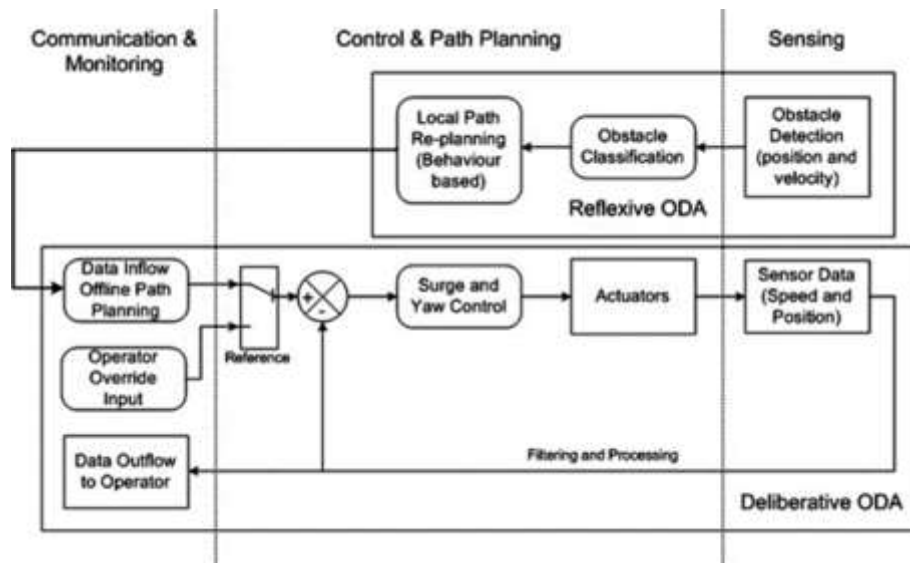 Communication &
Monitoring
Control & Path Planning
Sensing
Local Path
Re-planning
(Behaviour
based)
Obstacle
Classification
Obstacle
Detection
(position and
velocity)
Reflexive ODA
Data Inflow
Offline Path
Planning
Reference
+
-
Surge and
Yaw Control
Actuators
Sensor Data
(Speed and
Position)
Operator
Override
Input
Data Outflow
to Operator
Filtering and Processing
Deliberative ODA